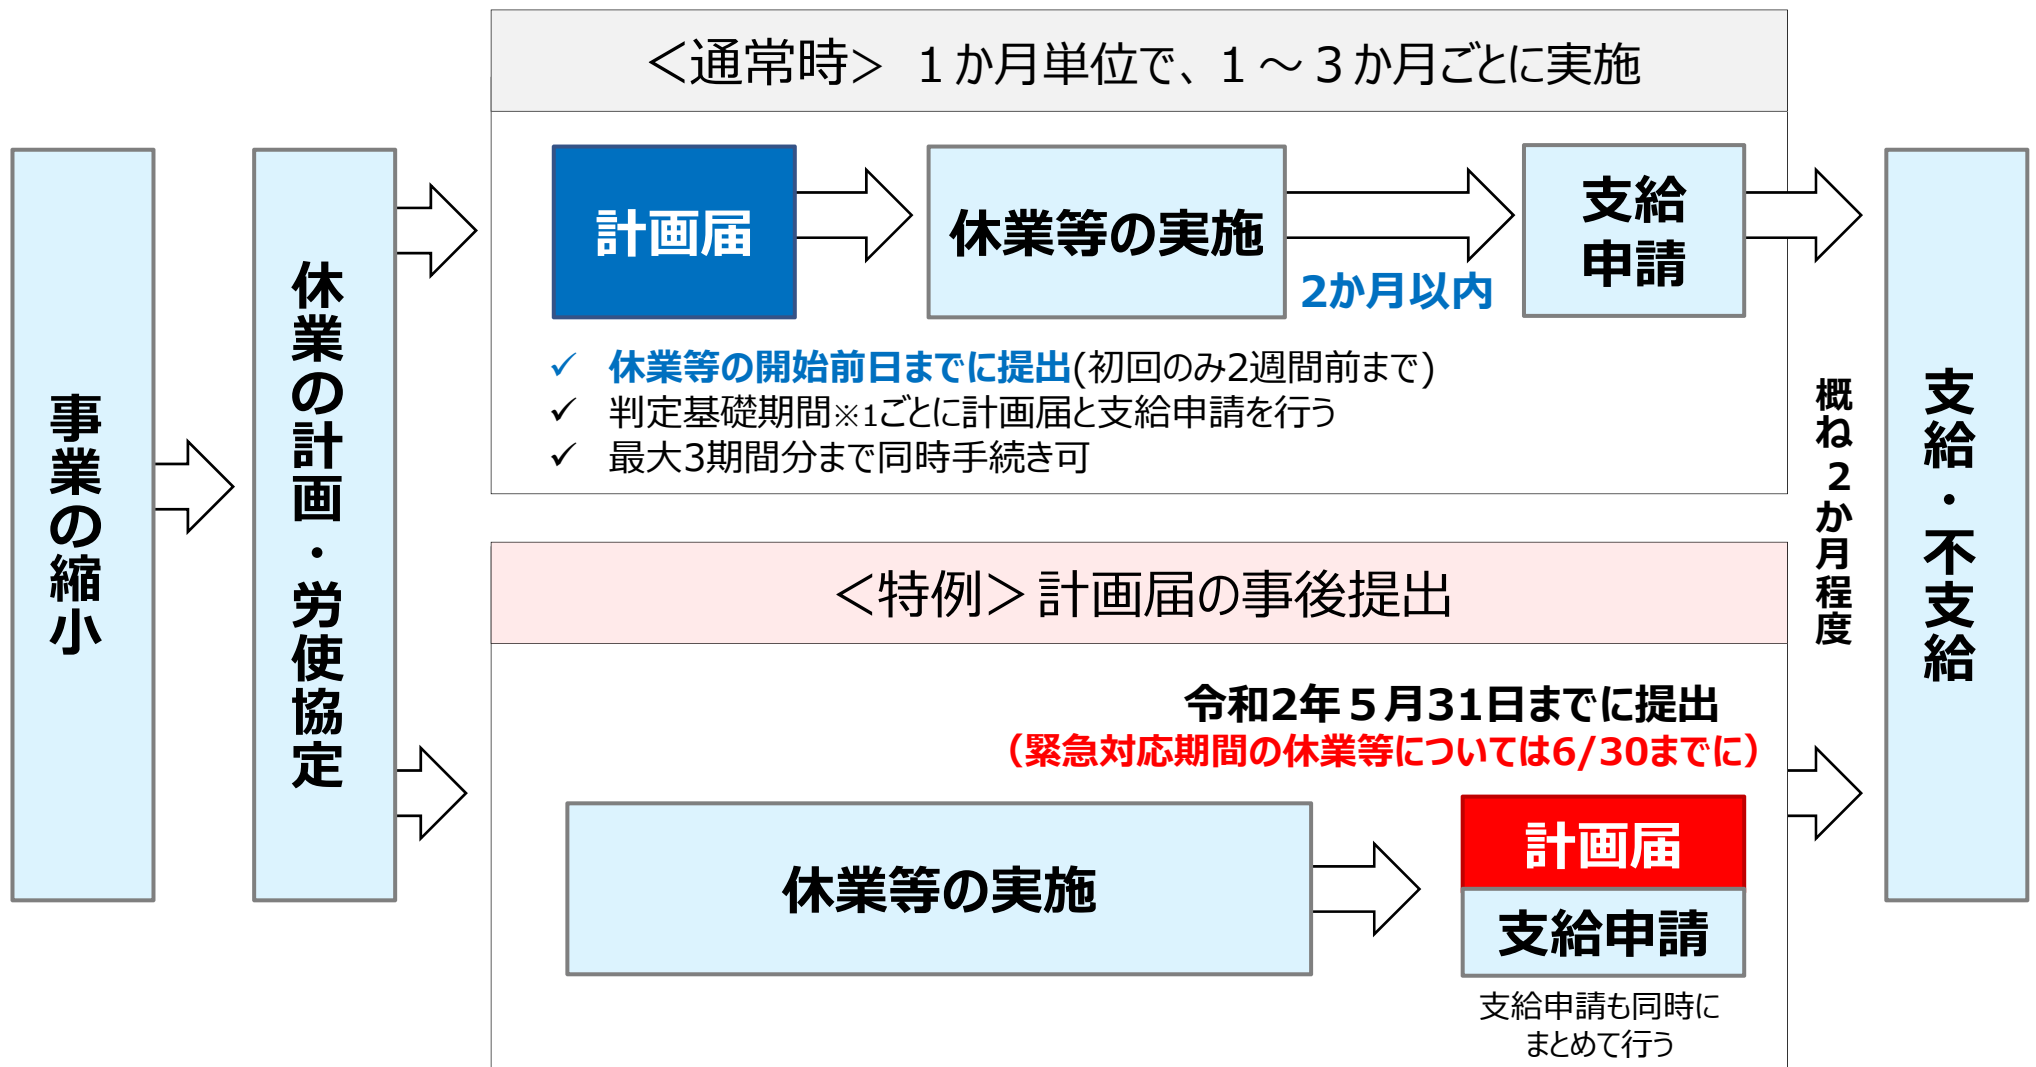 事業の縮小
休業の計画・労使協定
＜通常時＞ １か月単位で、１～３か月ごとに実施
計画届
休業等の実施
2か月以内
支給
申請
✓ 休業等の開始前日までに提出(初回のみ2週間前まで)
✓ 判定基礎期間※1ごとに計画届と支給申請を行う
✓ 最大3期間分まで同時手続き可
＜特例＞計画届の事後提出
令和2年５月31日までに提出
（緊急対応期間の休業等については6/30までに）
休業等の実施
計画届
支給申請
支給申請も同時に
まとめて行う
概ね２か月程度
支給・不支給